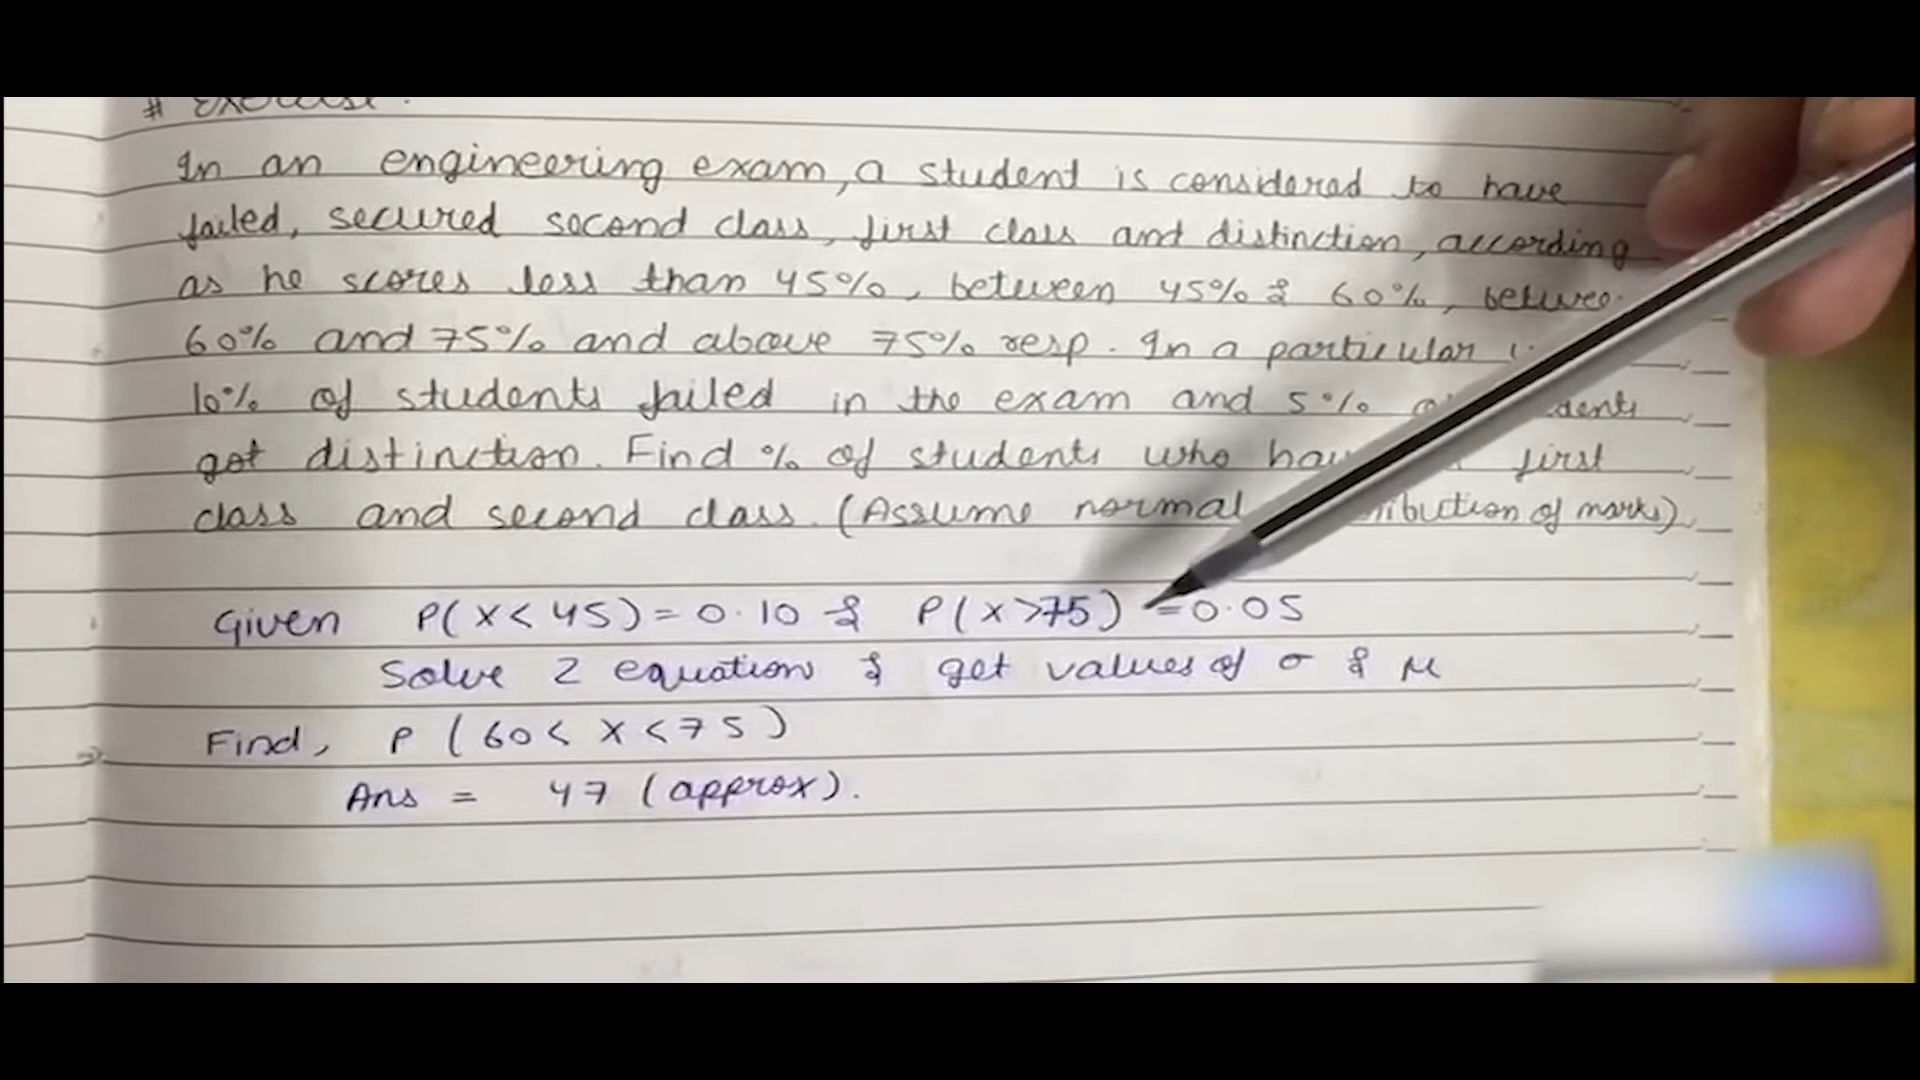 # Exercise.
In an engineering exam, a student is considered to have
failed, secured second class, first class and distinction, according
as he scores less than 45%, between 45% & 60%,
60% and 75% and above 75% resp. In a particular
10% of students failed in the exam and 5%
got distinction. Find % of students who first
class and second class. (Assume normal of marks)
Given P(X<45)=0.10 & P(X>75) =0.05
Solve 2 equation & get values of σ & μ
Find, P (60< X <75)
Ans = 47 (approx).